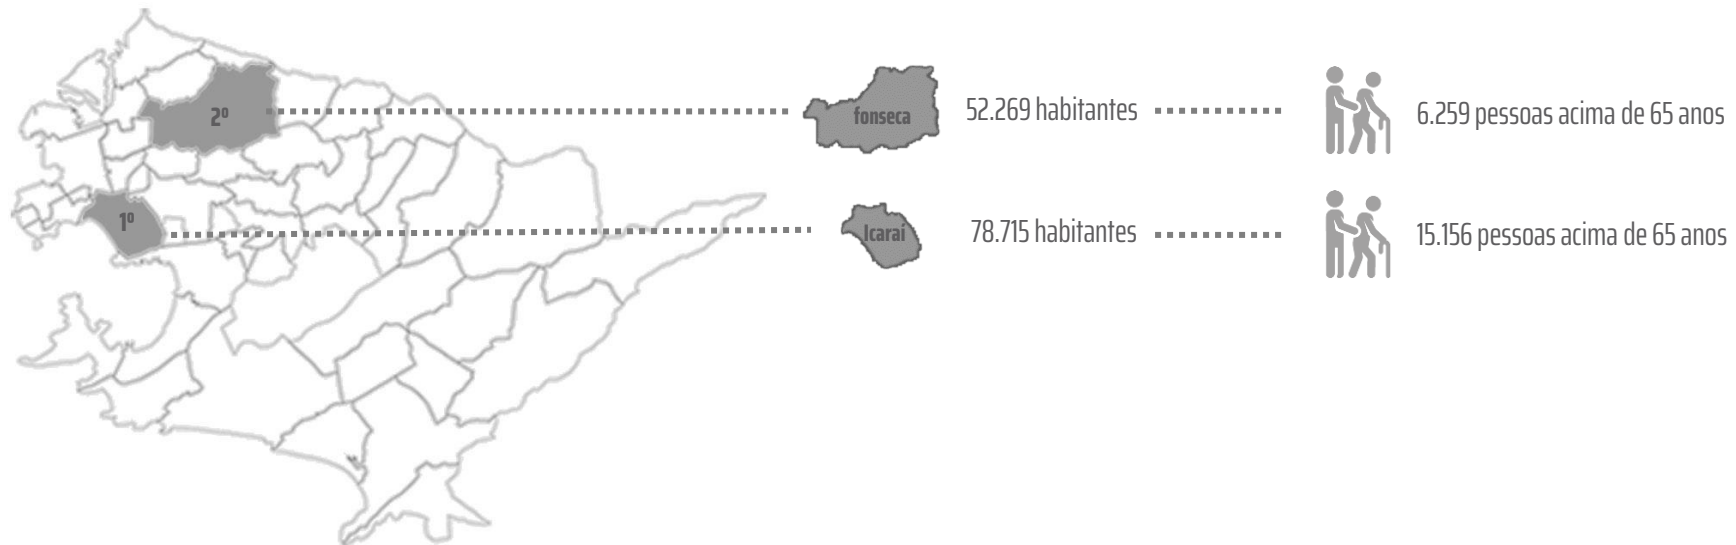 2º
fonseca
52.269 habitantes
6.259 pessoas acima de 65 anos
1º
Icaraí
78.715 habitantes
15.156 pessoas acima de 65 anos